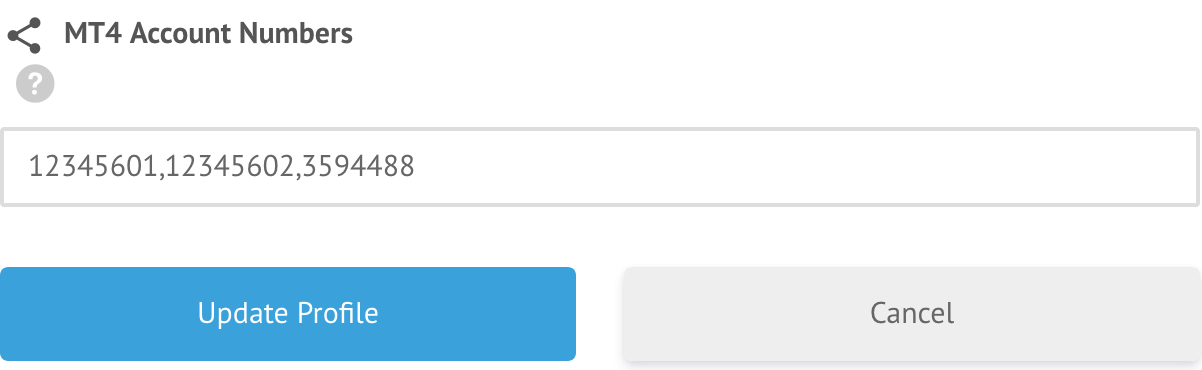 MT4 Account Numbers
?
12345601,12345602,3594488
Update Profile
Cancel